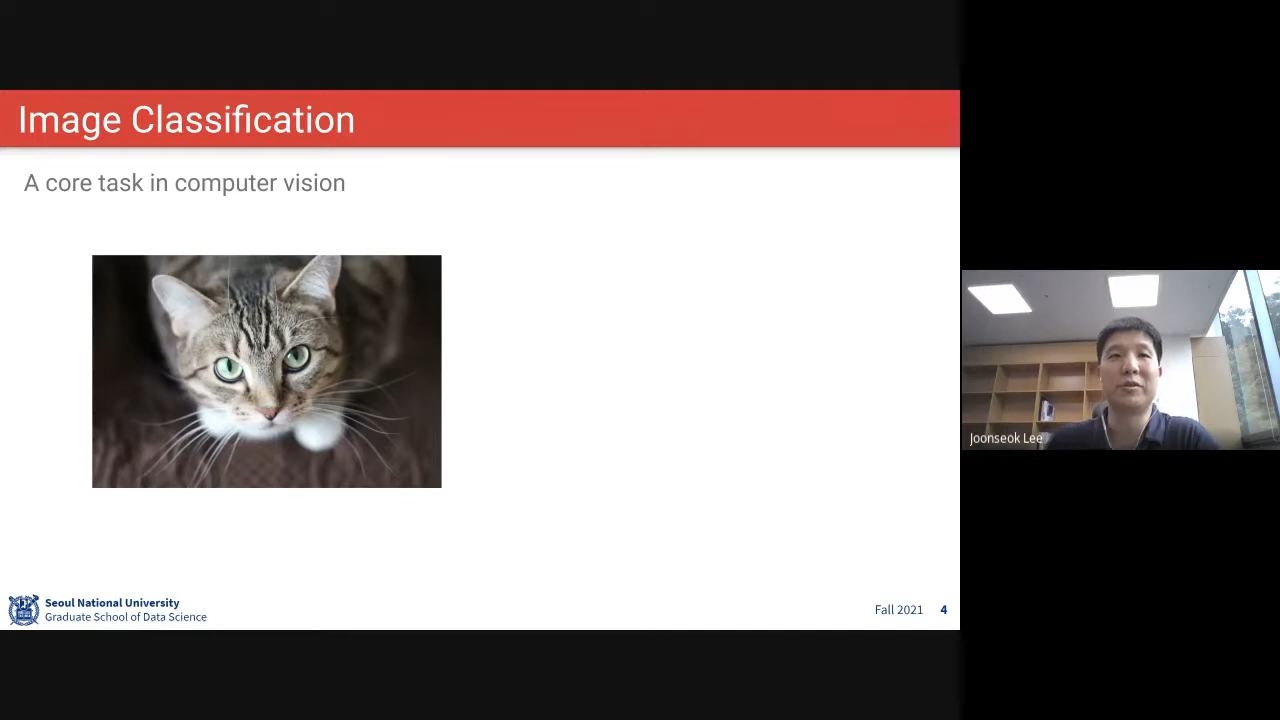 Image Classification
A core task in computer vision
Joonseok Lee
Seoul National University
Graduate School of Data Science
Fall 2021 4